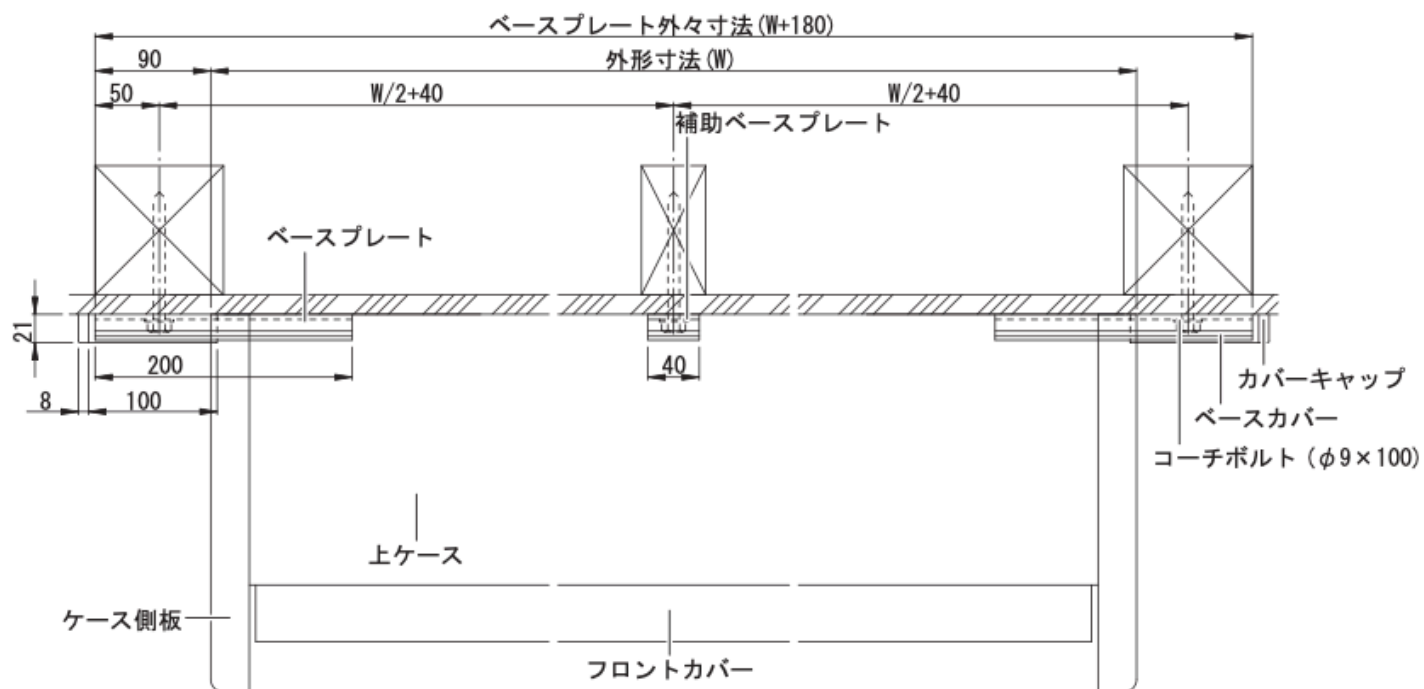 ベースプレート外々寸法(W+180)
90
外形寸法(W)
50
W/2+40
W/2+40
補助ベースプレート
ベースプレート
21
200
40
カバーキャップ
8
100
ベースカバー
コーチボルト(φ9×100)
上ケース
ケース側板
フロントカバー